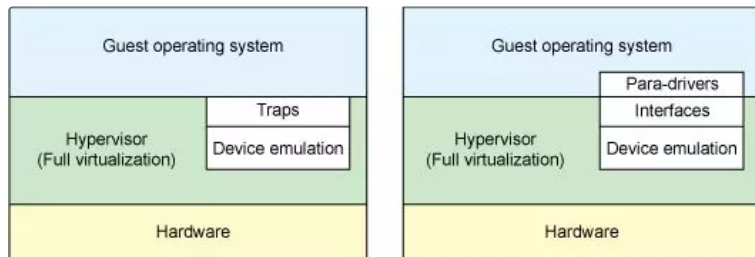 Guest operating system
Traps
Hypervisor
(Full virtualization)
Device emulation
Hardware
Guest operating system
Para-drivers
Interfaces
Hypervisor
(Full virtualization)
Device emulation
Hardware